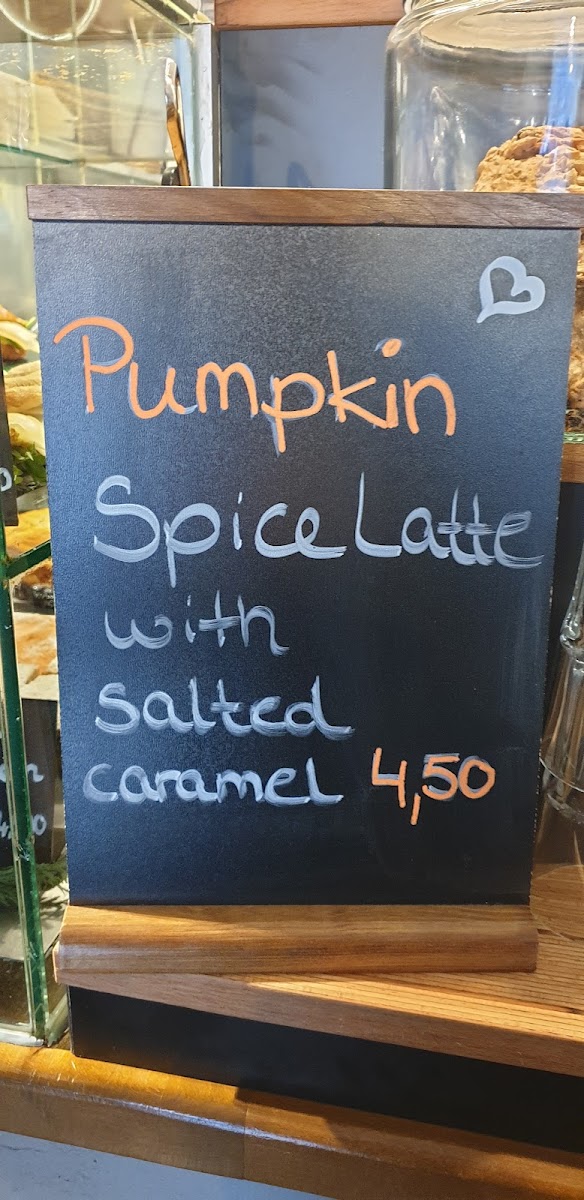 Pumpkin
Spice Latte
with
Salted
caramel 4,50